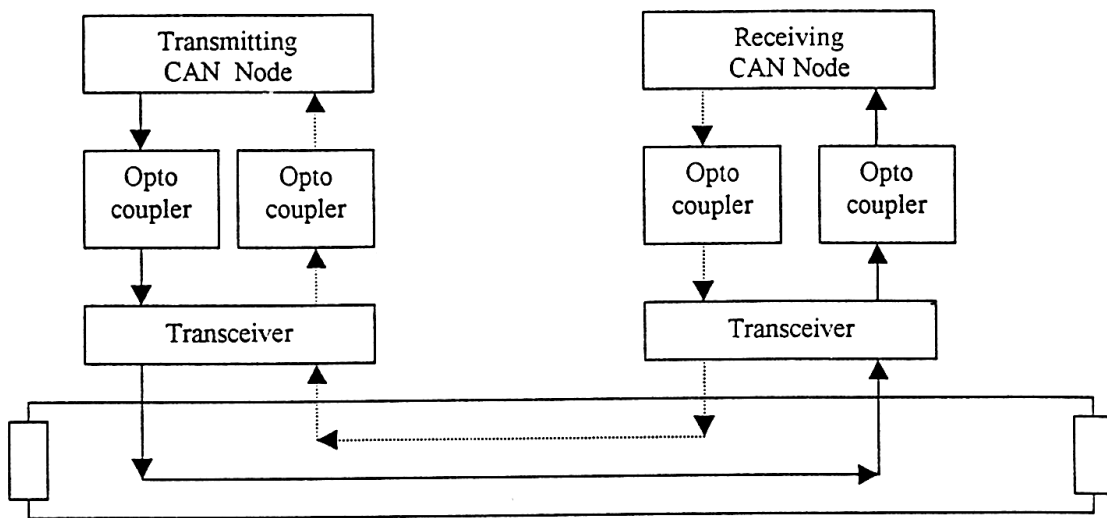 Transmitting
CAN Node
Receiving
CAN Node
Opto
coupler
Opto
coupler
Opto
coupler
Opto
coupler
Transceiver
Transceiver